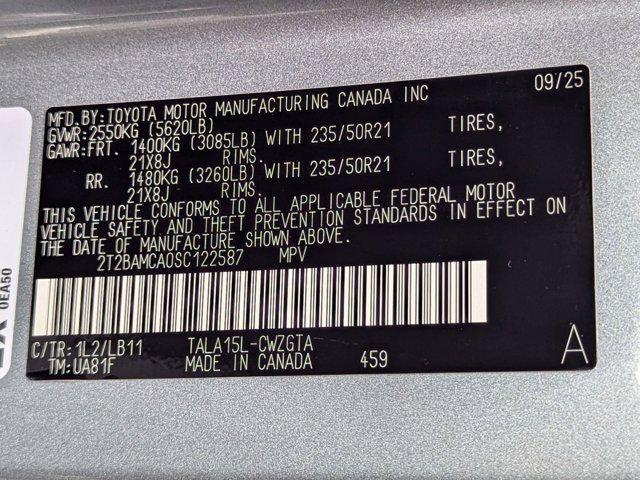 09/25
MFD.BY:TOYOTA MOTOR MANUFACTURING CANADA INC
GVWR:2550KG (5620LB)
GAWR:FRT. 1400KG (3085LB) WITH 235/50R21 TIRES,
21X8J RIMS.
RR. 1480KG (3260LB) WITH 235/50R21 TIRES,
21X8J RIMS.
THIS VEHICLE CONFORMS TO ALL APPLICABLE FEDERAL MOTOR
VEHICLE SAFETY AND THEFT PREVENTION STANDARDS IN EFFECT ON
THE DATE OF MANUFACTURE SHOWN ABOVE.
2T2BAMCA0SC122587 MPV
C/TR:1L2/LB11 TALA15L-CWZGTA
TM:UA81F MADE IN CANADA 459 A
0EA50